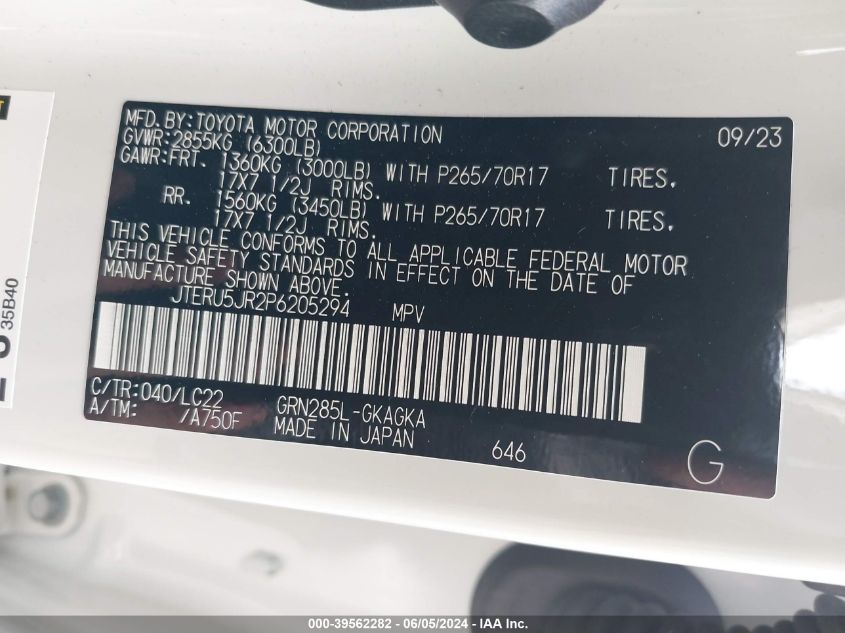 MFD.BY:TOYOTA MOTOR CORPORATION 09/23
GVWR:2855KG (6300LB)
GAWR:FRT. 1360KG (3000LB) WITH P265/70R17 TIRES.
17X7 1/2J RIMS.
RR. 1560KG (3450LB) WITH P265/70R17 TIRES.
17X7 1/2J RIMS.
THIS VEHICLE CONFORMS TO ALL APPLICABLE FEDERAL MOTOR
VEHICLE SAFETY STANDARDS IN EFFECT ON THE DATE OF
MANUFACTURE SHOWN ABOVE.
JTERU5JR2P6205294 MPV
C/TR:040/LC22 GRN285L-GKAGKA
A/TM: /A750F MADE IN JAPAN 646 G
35B40
000-39562282 - 06/05/2024 - IAA Inc.